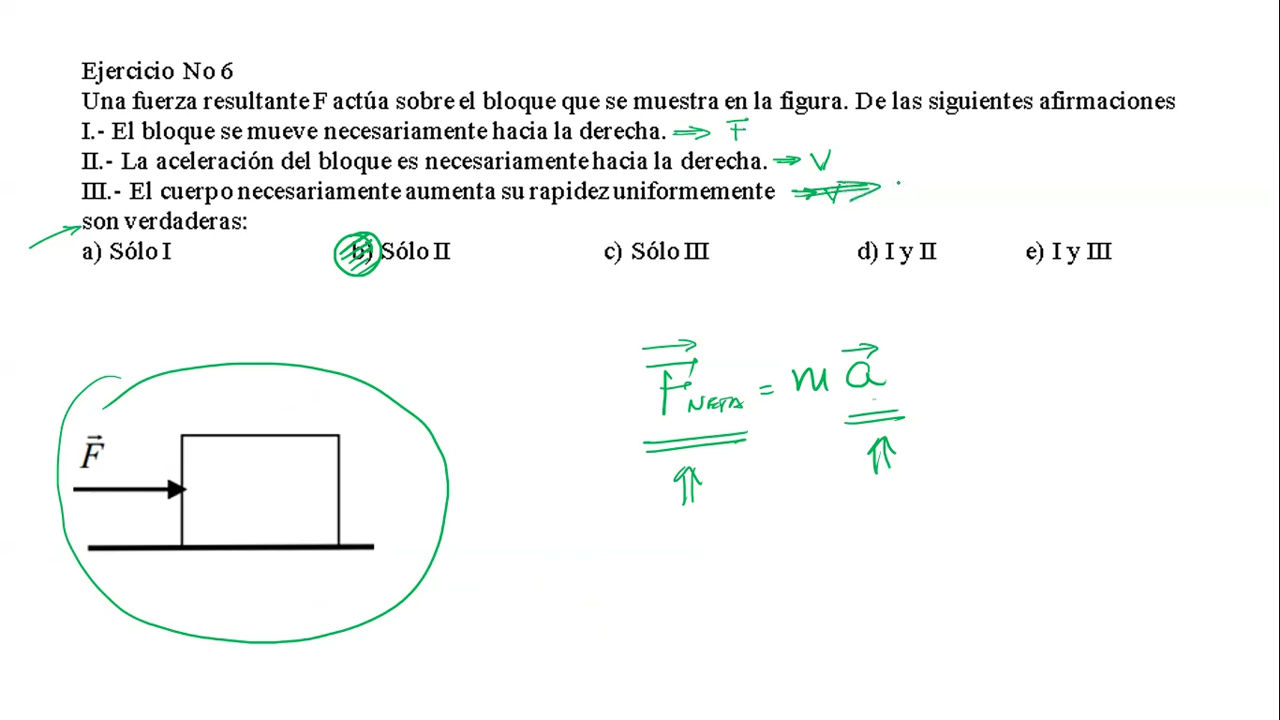 Ejercicio No 6
Una fuerza resultante F actúa sobre el bloque que se muestra en la figura. De las siguientes afirmaciones
I.- El bloque se mueve necesariamente hacia la derecha. → F
II.- La aceleración del bloque es necesariamente hacia la derecha. → V
III.- El cuerpo necesariamente aumenta su rapidez uniformemente
son verdaderas:
a) Sólo I b) Sólo II c) Sólo III d) I y II e) I y III
F NETA = m a
F